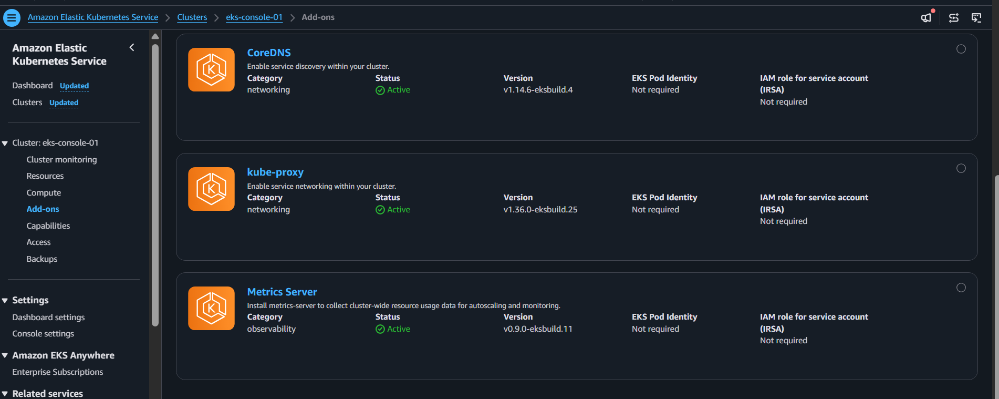 Amazon Elastic Kubernetes Service
Clusters
eks-console-01
Add-ons
Amazon Elastic
Kubernetes Service
Dashboard Updated
Clusters Updated
Cluster: eks-console-01
Cluster monitoring
Resources
Compute
Add-ons
Capabilities
Access
Backups
Settings
Dashboard settings
Console settings
Amazon EKS Anywhere
Enterprise Subscriptions
Related services
K
CoreDNS
Enable service discovery within your cluster.
Category
networking
Status
Active
Version
v1.14.6-eksbuild.4
EKS Pod Identity
Not required
IAM role for service account
(IRSA)
Not required
K
kube-proxy
Enable service networking within your cluster.
Category
networking
Status
Active
Version
v1.36.0-eksbuild.25
EKS Pod Identity
Not required
IAM role for service account
(IRSA)
Not required
K
Metrics Server
Install metrics-server to collect cluster-wide resource usage data for autoscaling and monitoring.
Category
observability
Status
Active
Version
v0.9.0-eksbuild.11
EKS Pod Identity
Not required
IAM role for service account
(IRSA)
Not required